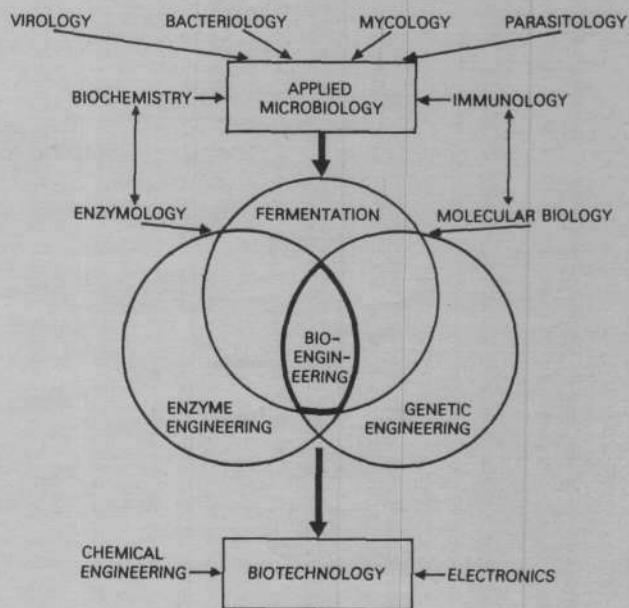 VIROLOGY BACTERIOLOGY MYCOLOGY PARASITOLOGY
APPLIED
MICROBIOLOGY
BIOCHEMISTRY
IMMUNOLOGY
ENZYMOLOGY
FERMENTATION
MOLECULAR BIOLOGY
BIO-
ENGIN-
EERING
ENZYME
ENGINEERING
GENETIC
ENGINEERING
CHEMICAL
ENGINEERING
BIOTECHNOLOGY
ELECTRONICS